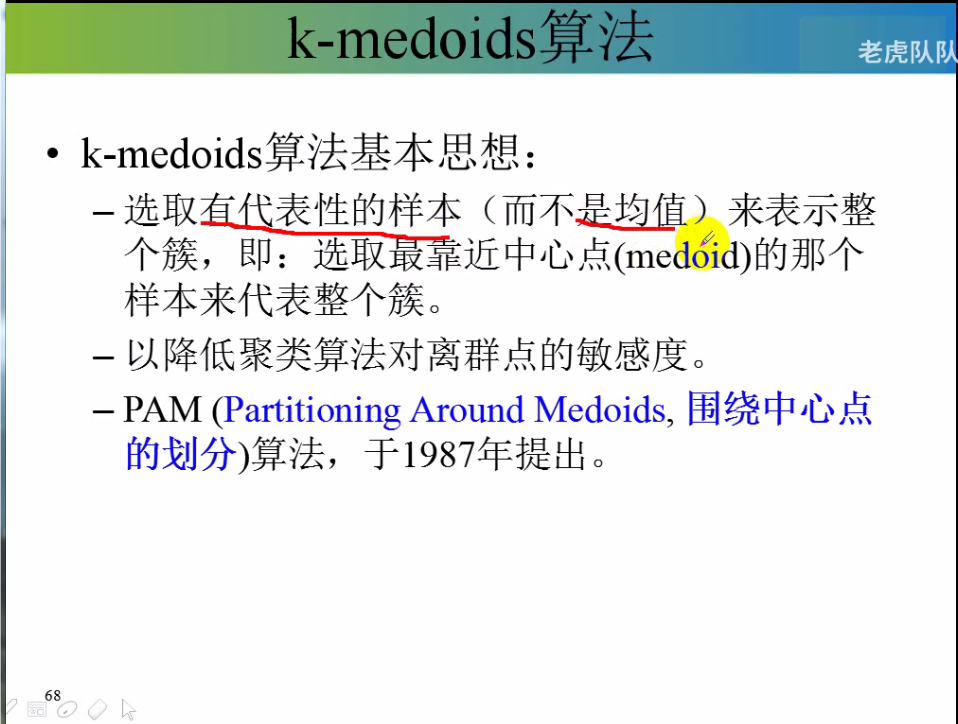 k-medoids算法
老虎队队
• k-medoids算法基本思想：
– 选取有代表性的样本（而不是均值）来表示整
个簇，即：选取最靠近中心点(medoid)的那个
样本来代表整个簇。
– 以降低聚类算法对离群点的敏感度。
– PAM (Partitioning Around Medoids, 围绕中心点
的划分)算法，于1987年提出。
68